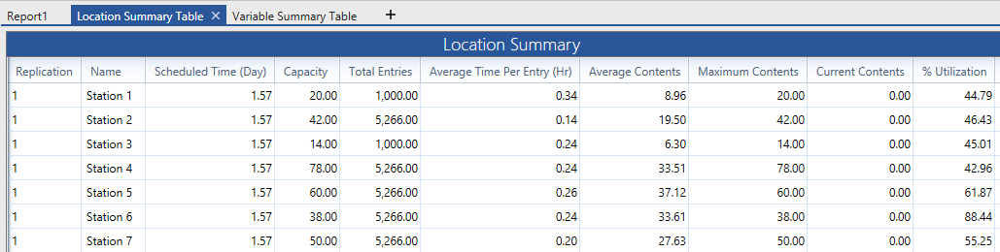 Report1 Location Summary Table × Variable Summary Table +
Location Summary
Replication Name Scheduled Time (Day) Capacity Total Entries Average Time Per Entry (Hr) Average Contents Maximum Contents Current Contents % Utilization
1 Station 1 1.57 20.00 1,000.00 0.34 8.96 20.00 0.00 44.79
1 Station 2 1.57 42.00 5,266.00 0.14 19.50 42.00 0.00 46.43
1 Station 3 1.57 14.00 1,000.00 0.24 6.30 14.00 0.00 45.01
1 Station 4 1.57 78.00 5,266.00 0.24 33.51 78.00 0.00 42.96
1 Station 5 1.57 60.00 5,266.00 0.26 37.12 60.00 0.00 61.87
1 Station 6 1.57 38.00 5,266.00 0.24 33.61 38.00 0.00 88.44
1 Station 7 1.57 50.00 5,266.00 0.20 27.63 50.00 0.00 55.25